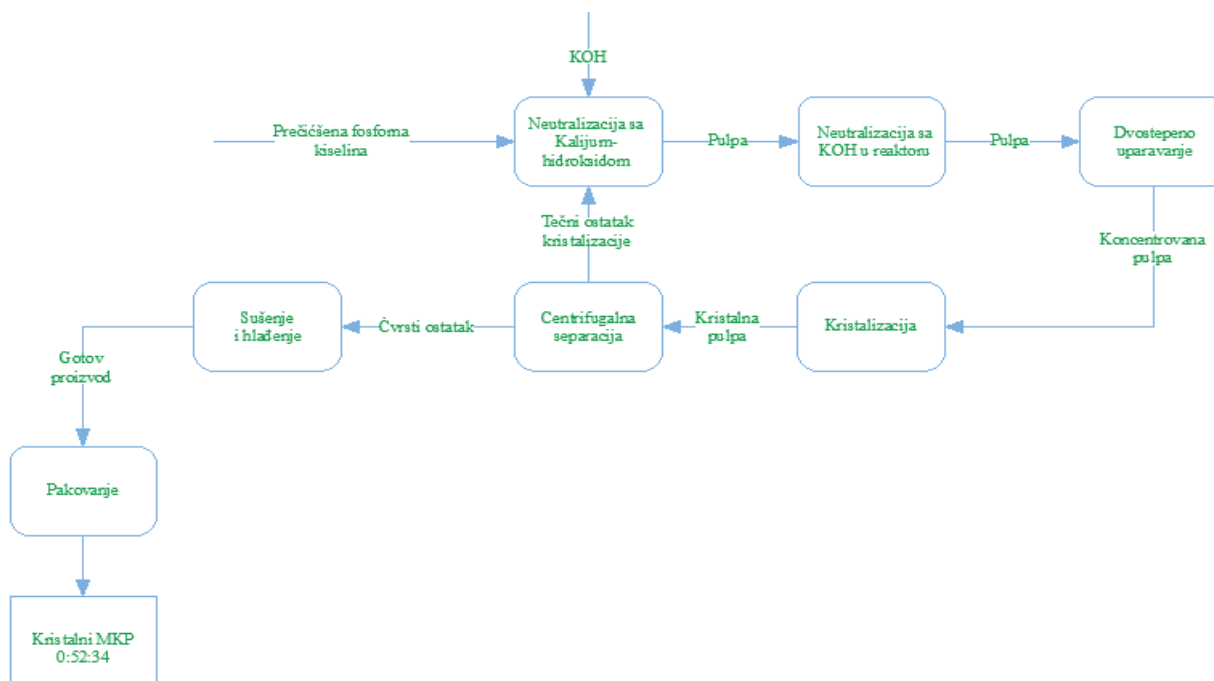 KOH
Prečićšena fosforna
kiselina
Neutralizacija sa
Kalijum-
hidroksidom
Pulpa
Neutralizacija sa
KOH u reaktoru
Pulpa
Dvostepeno
uparavanje
Tečni ostatak
kristalizacije
Koncentrovana
pulpa
Sušenje
i hlađenje
Čvrsti ostatak
Centrifugalna
separacija
Kristalna
pulpa
Kristalizacija
Gotov
proizvod
Pakovanje
Kristalni MKP
0:52:34